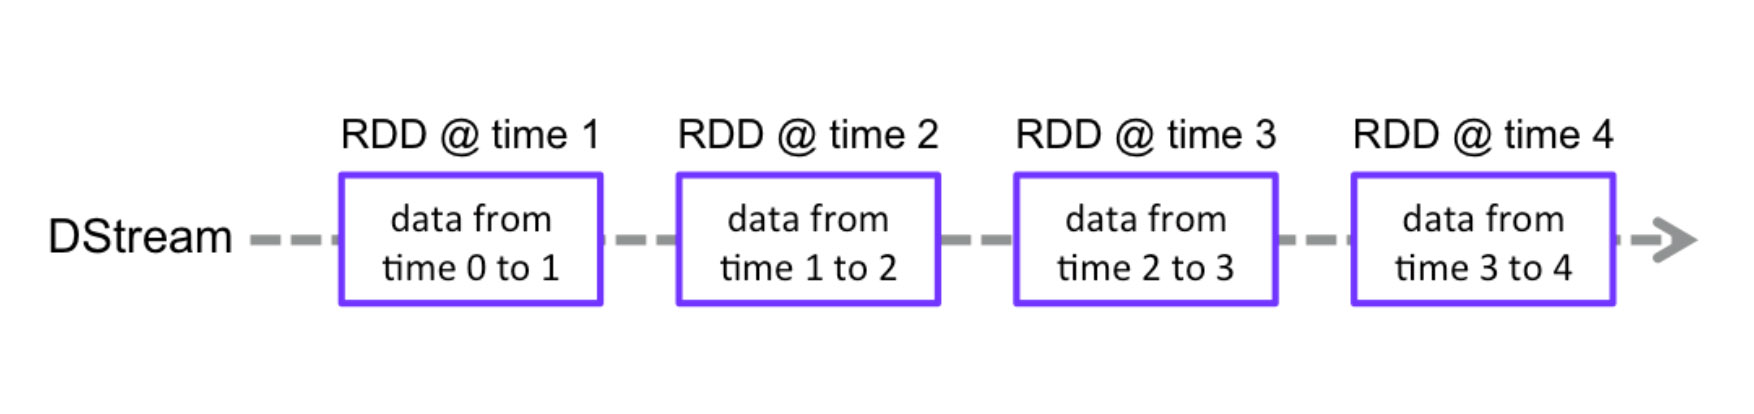 RDD @ time 1
RDD @ time 2
RDD @ time 3
RDD @ time 4
DStream
data from
time 0 to 1
data from
time 1 to 2
data from
time 2 to 3
data from
time 3 to 4